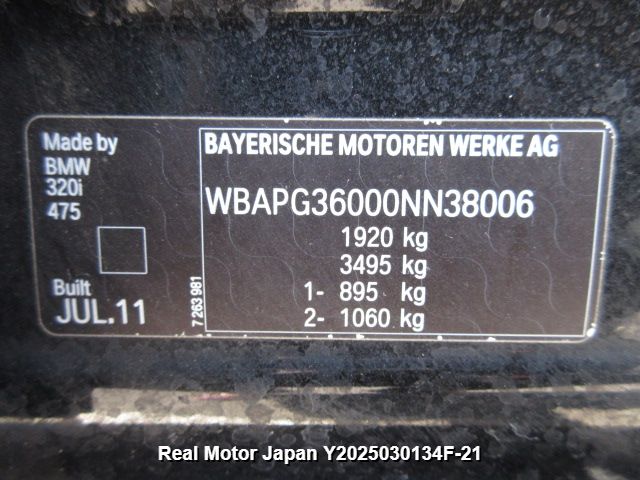 Made by
BMW
320i
475
Built
JUL.11
7 263 981
BAYERISCHE MOTOREN WERKE AG
WBAPG36000NN38006
1920 kg
3495 kg
1- 895 kg
2- 1060 kg
Real Motor Japan Y2025030134F-21